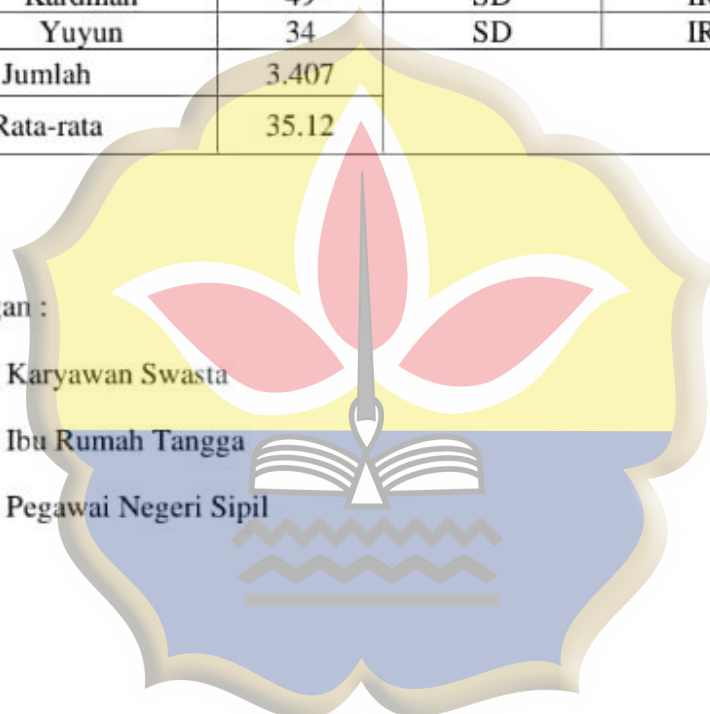 Yuyun 34 SD
Jumlah 3.407
Rata-rata 35.12
Karyawan Swasta
Ibu Rumah Tangga
Pegawai Negeri Sipil